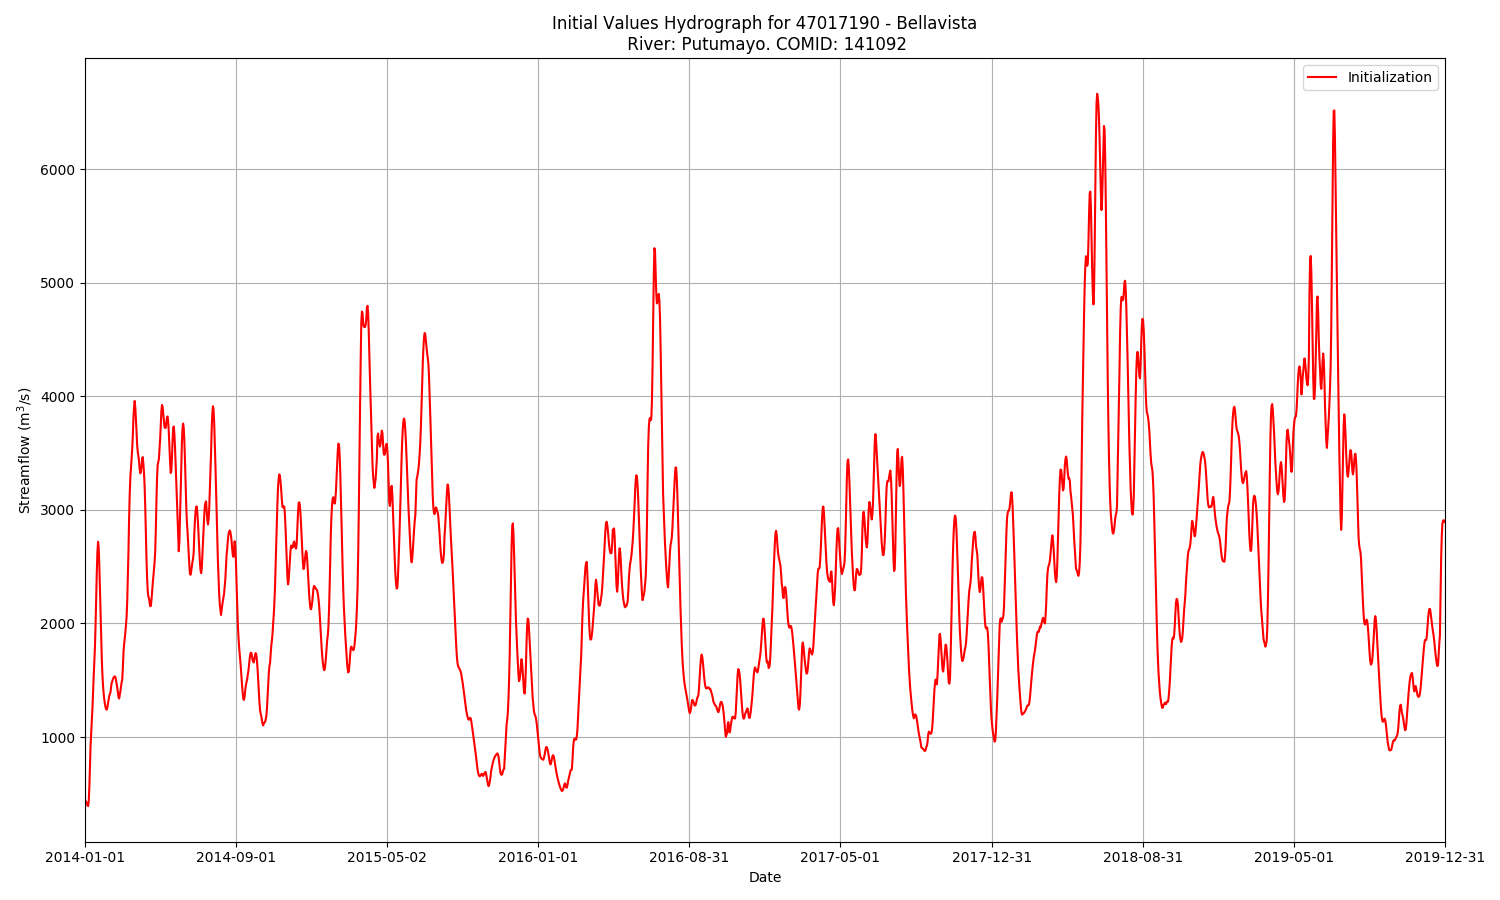 Initial Values Hydrograph for 47017190 - Bellavista
River: Putumayo. COMID: 141092
Initialization
6000
5000
4000
3000
2000
1000
Streamflow (m³/s)
2014-01-01 2014-09-01 2015-05-02 2016-01-01 2016-08-31 2017-05-01 2017-12-31 2018-08-31 2019-05-01 2019-12-31
Date